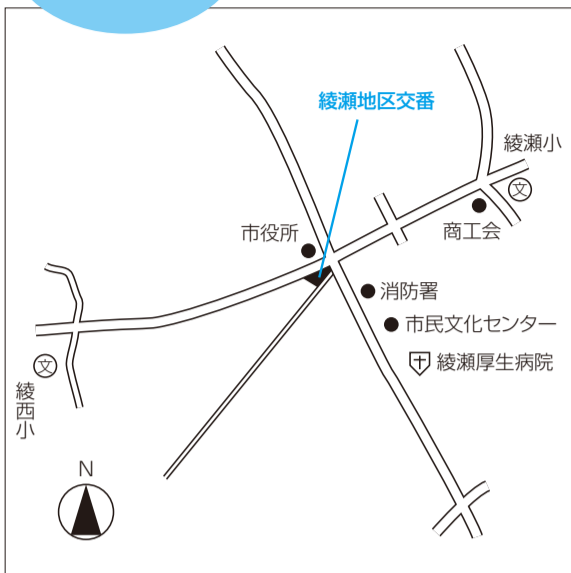 綾瀬地区交番
綾瀬小
文
商工会
市役所
消防署
市民文化センター
綾瀬厚生病院
文
綾西小
N